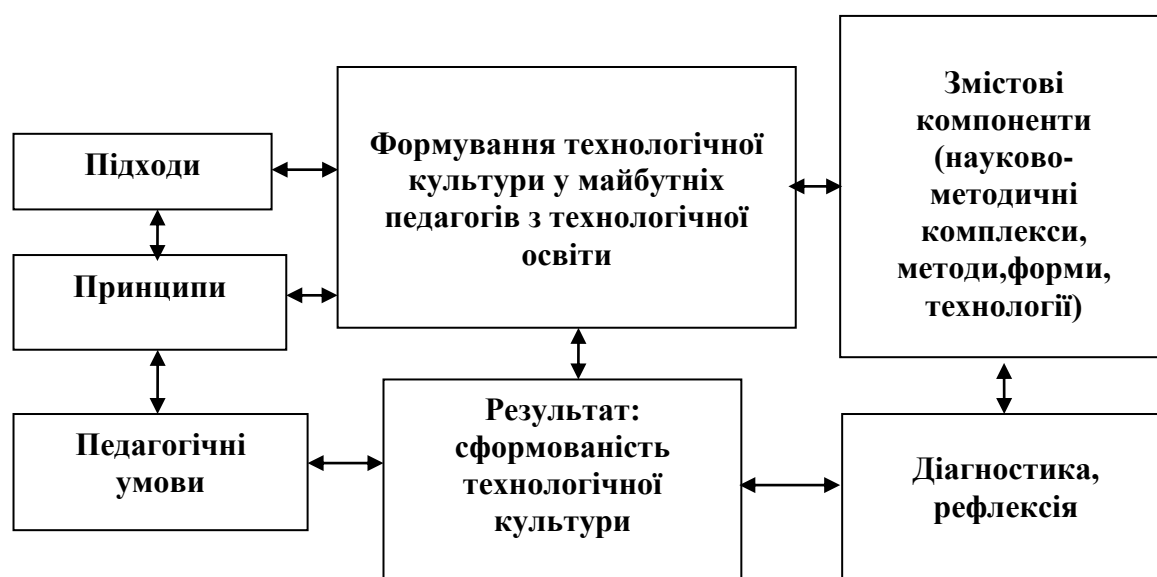 Підходи
Принципи
Педагогічні
умови
Формування технологічної
культури у майбутніх
педагогів з технологічної
освіти
Результат:
сформованість
технологічної
культури
Змістові
компоненти
(науково-
методичні
комплекси,
методи,форми,
технології)
Діагностика,
рефлексія